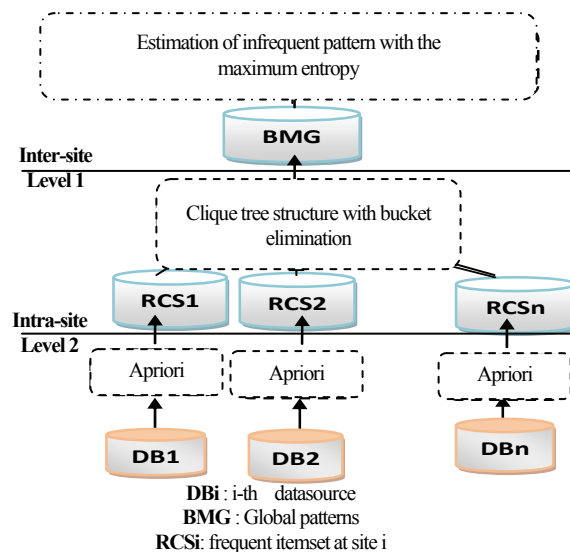 Estimation of infrequent pattern with the
maximum entropy
BMG
Inter-site
Level 1
Clique tree structure with bucket
elimination
RCS1 RCS2 RCSn
Intra-site
Level 2
Apriori Apriori Apriori
DB1 DB2 DBn
DBi : i-th datasource
BMG : Global patterns
RCSi: frequent itemset at site i